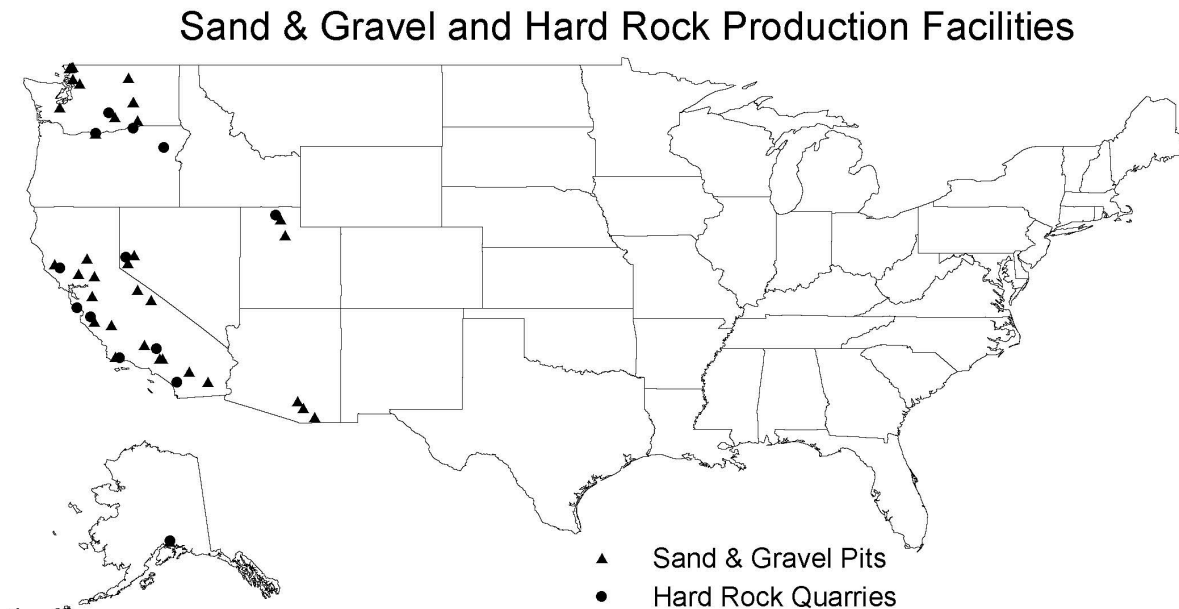 Sand & Gravel and Hard Rock Production Facilities
Sand & Gravel Pits
Hard Rock Quarries